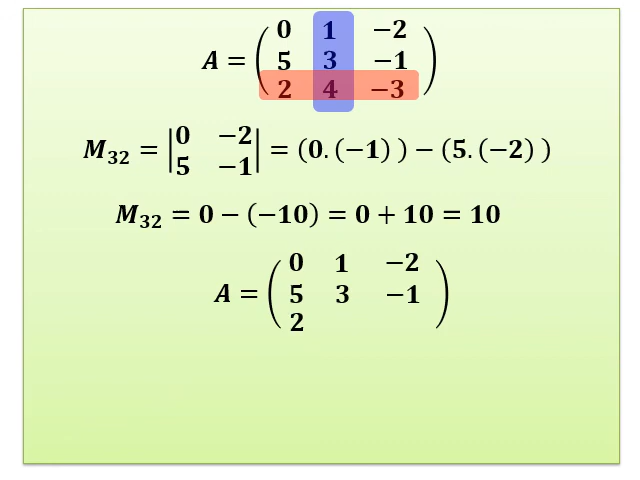 A = ( 0 1 −2
5 3 −1
2 4 −3 )
M₃₂ = |0 −2
5 −1| = (0.(−1) ) − (5.(−2) )
M₃₂ = 0 − (−10) = 0 + 10 = 10
A = ( 0 1 −2
5 3 −1
2 )